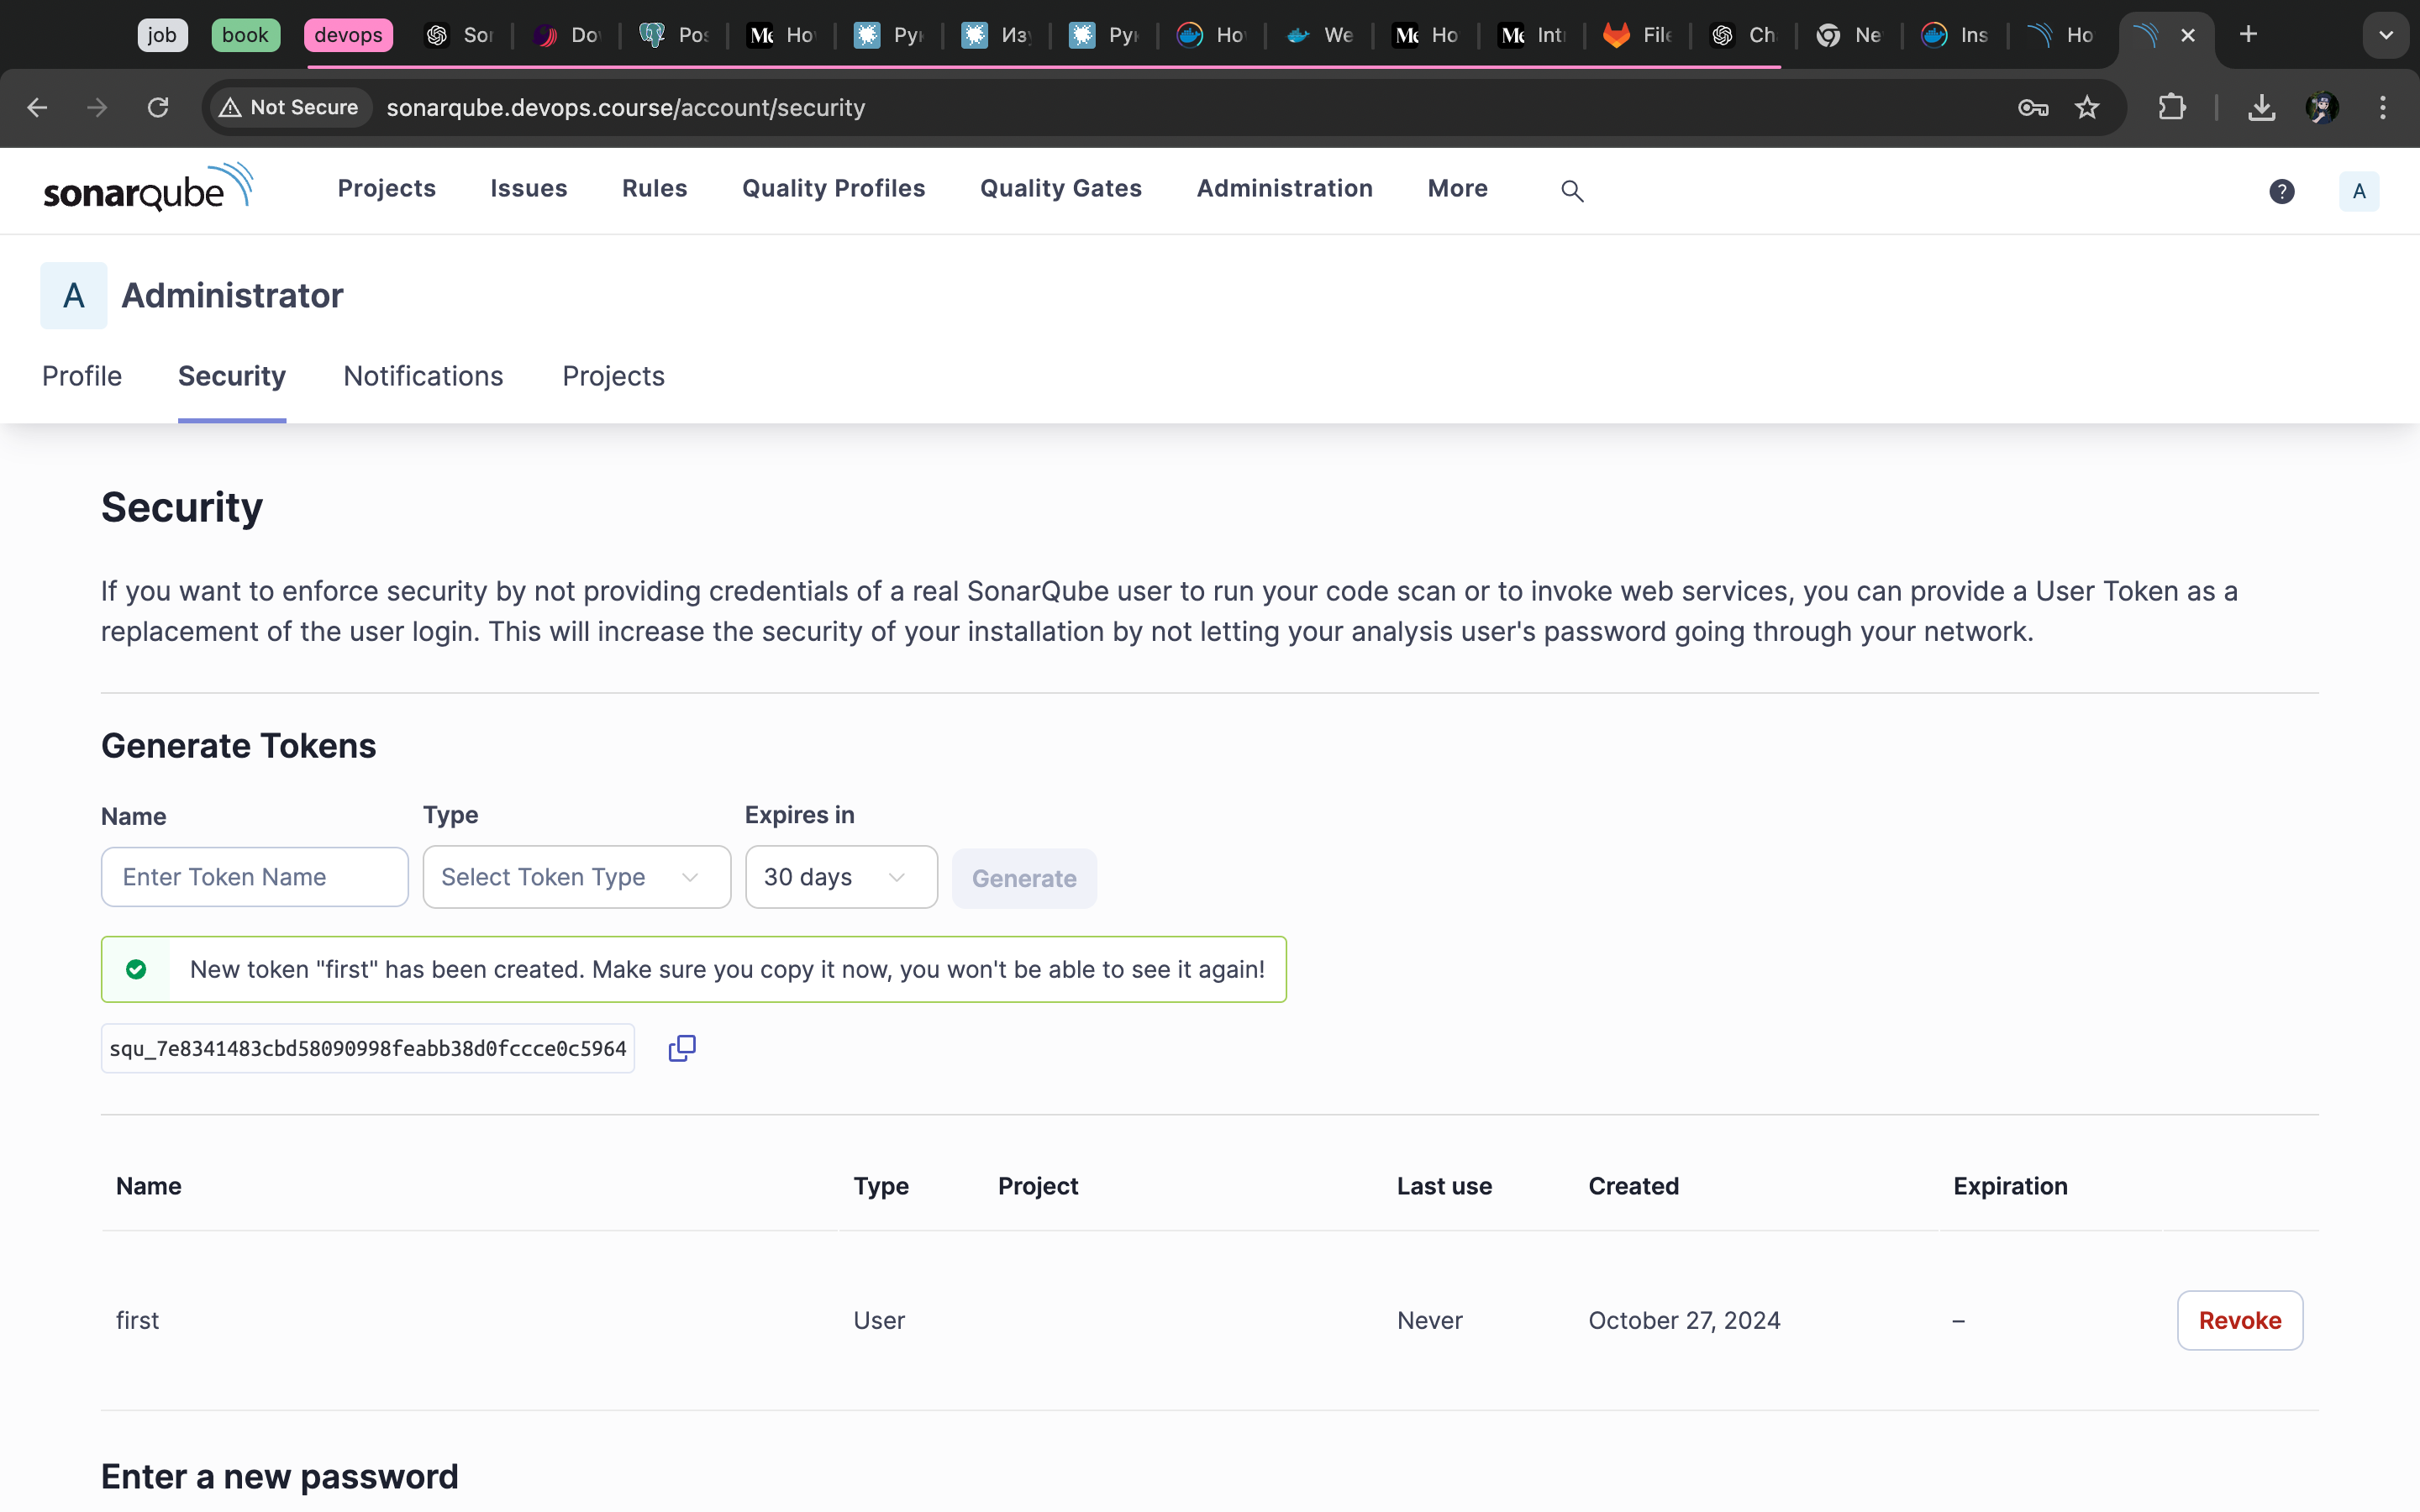 job book devops Sor Dov Pos Ho Рук Изу Рук Ho We Ho Int File Ch Ne Ins Ho
Not Secure sonarqube.devops.course/account/security
sonarqube Projects Issues Rules Quality Profiles Quality Gates Administration More ? A
A Administrator
Profile Security Notifications Projects
Security
If you want to enforce security by not providing credentials of a real SonarQube user to run your code scan or to invoke web services, you can provide a User Token as a
replacement of the user login. This will increase the security of your installation by not letting your analysis user's password going through your network.
Generate Tokens
Name Type Expires in
Enter Token Name Select Token Type 30 days Generate
New token "first" has been created. Make sure you copy it now, you won't be able to see it again!
squ_7e8341483cbd58090998feabb38d0fccce0c5964
Name Type Project Last use Created Expiration
first User Never October 27, 2024 – Revoke
Enter a new password